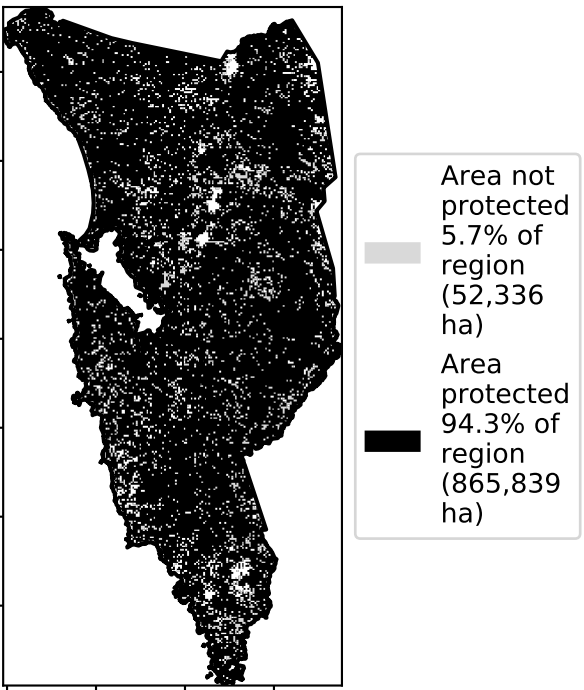 Area not
protected
5.7% of
region
(52,336
ha)
Area
protected
94.3% of
region
(865,839
ha)